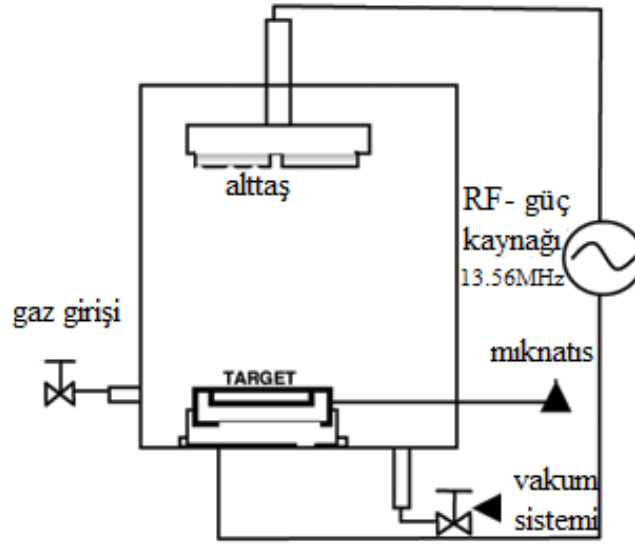 alttaş
RF- güç
kaynağı
13.56MHz
gaz girişi
mıknatıs
TARGET
vakum
sistemi